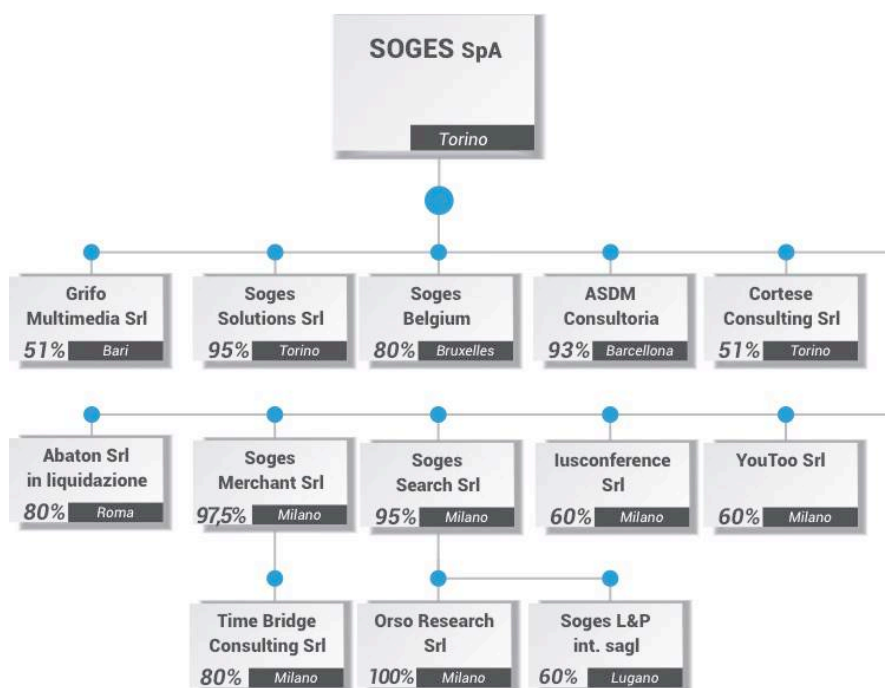 SOGES SpA
Torino
Grifo
Multimedia Srl
51% Bari
Soges
Solutions Srl
95% Torino
Soges
Belgium
80% Bruxelles
ASDM
Consultoria
93% Barcellona
Cortese
Consulting Srl
51% Torino
Abaton Srl
in liquidazione
80% Roma
Soges
Merchant Srl
97,5% Milano
Soges
Search Srl
95% Milano
Iusconference
Srl
60% Milano
YouToo Srl
60% Milano
Time Bridge
Consulting Srl
80% Milano
Orso Research
Srl
100% Milano
Soges L&P
int. sagl
60% Lugano